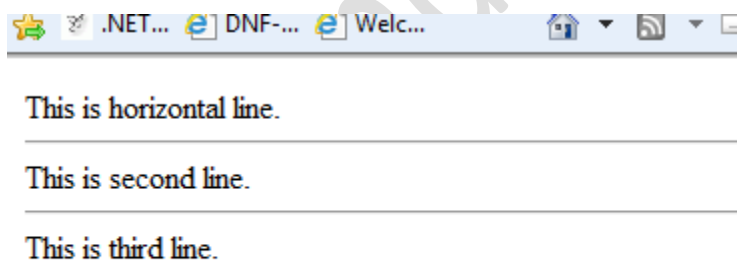 .NET... DNF-... Welc...
This is horizontal line.
This is second line.
This is third line.